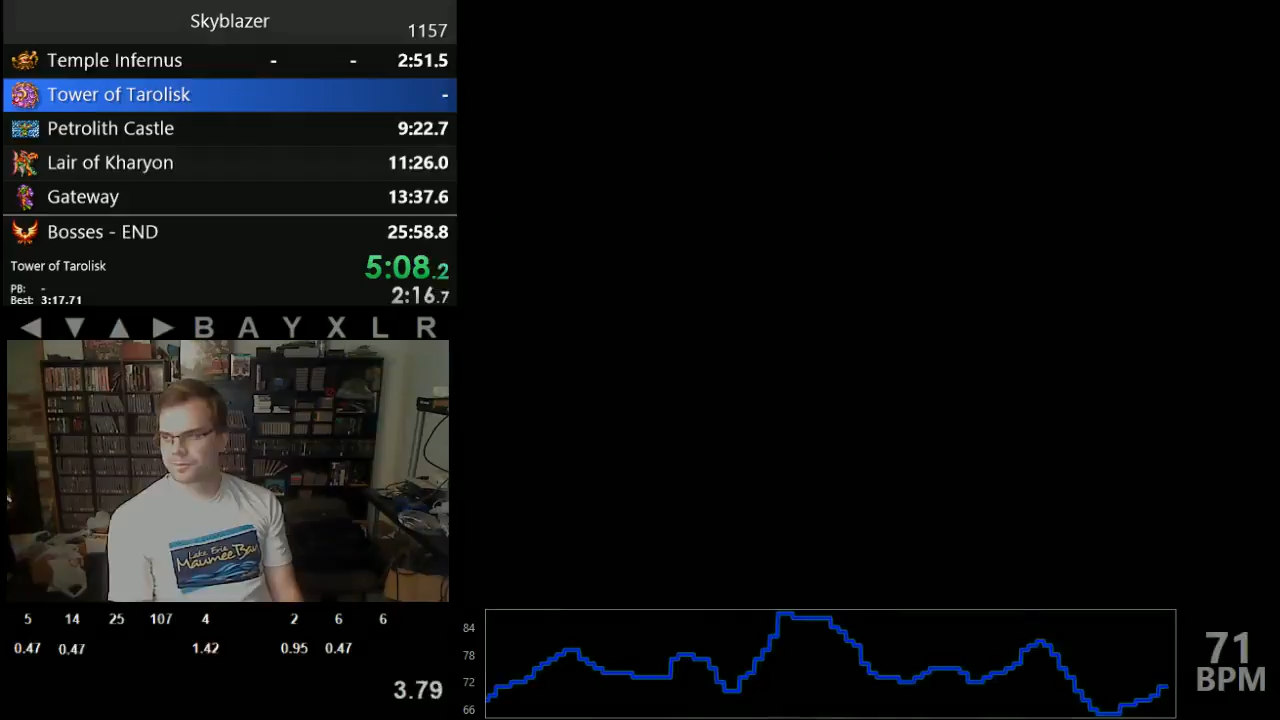 Skyblazer
1157
Temple Infernus - - 2:51.5
Tower of Tarolisk -
Petrolith Castle 9:22.7
Lair of Kharyon 11:26.0
Gateway 13:37.6
Bosses - END 25:58.8
Tower of Tarolisk 5:08.2
PB: -
Best: 3:17.71 2:16.7
B A Y X L R
Lake Erie
Maumee Bay
5 14 25 107 4 2 6 6
0.47 0.47 1.42 0.95 0.47
3.79
84
78
72
66
71
BPM